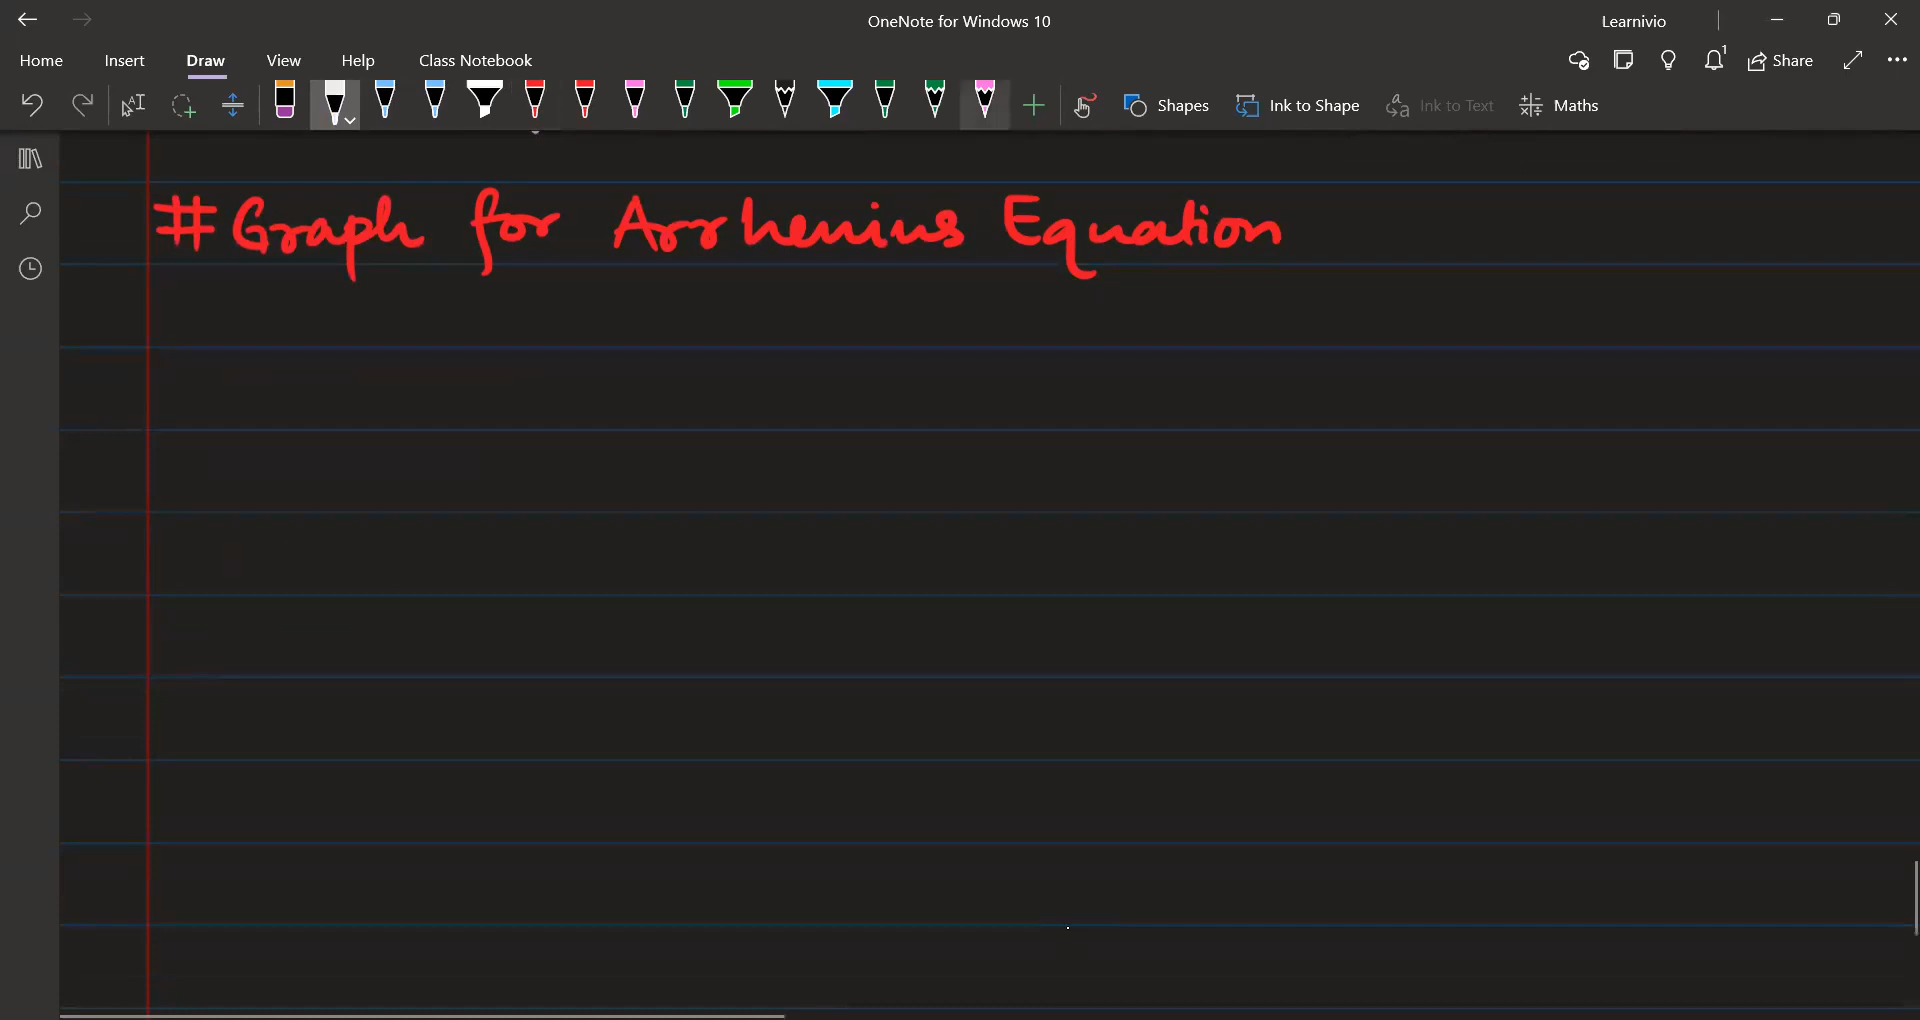 OneNote for Windows 10
Learnivio
Home Insert Draw View Help Class Notebook
1
Share
Shapes Ink to Shape Ink to Text Maths
#Graph for Arrhenius Equation